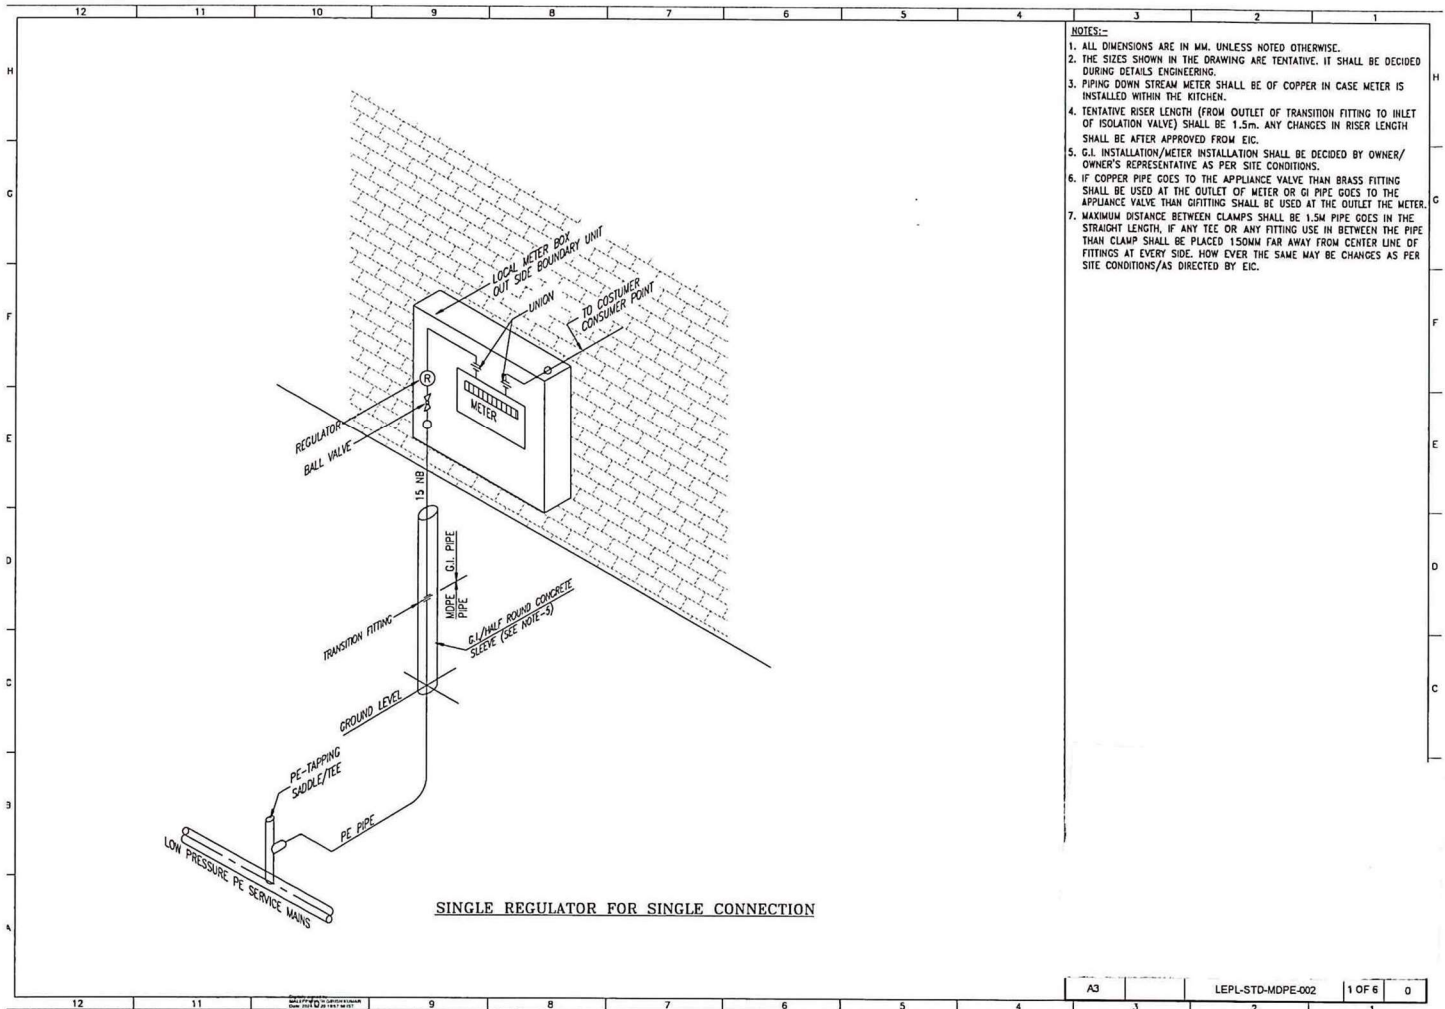 12 11 10 9 8 7 6 5 4 3 2 1
H
G
F
E
D
C
B
A
NOTES:-
1. ALL DIMENSIONS ARE IN MM. UNLESS NOTED OTHERWISE.
2. THE SIZES SHOWN IN THE DRAWING ARE TENTATIVE. IT SHALL BE DECIDED
DURING DETAILS ENGINEERING.
3. PIPING DOWN STREAM METER SHALL BE OF COPPER IN CASE METER IS
INSTALLED WITHIN THE KITCHEN.
4. TENTATIVE RISER LENGTH (FROM OUTLET OF TRANSITION FITTING TO INLET
OF ISOLATION VALVE) SHALL BE 1.5m. ANY CHANGES IN RISER LENGTH
SHALL BE AFTER APPROVED FROM EIC.
5. G.I. INSTALLATION/METER INSTALLATION SHALL BE DECIDED BY OWNER/
OWNER'S REPRESENTATIVE AS PER SITE CONDITIONS.
6. IF COPPER PIPE GOES TO THE APPLIANCE VALVE THAN BRASS FITTING
SHALL BE USED AT THE OUTLET OF METER OR GI PIPE GOES TO THE
APPLIANCE VALVE THAN GIFITTING SHALL BE USED AT THE OUTLET THE METER.
7. MAXIMUM DISTANCE BETWEEN CLAMPS SHALL BE 1.5M PIPE GOES IN THE
STRAIGHT LENGTH, IF ANY TEE OR ANY FITTING USE IN BETWEEN THE PIPE
THAN CLAMP SHALL BE PLACED 150MM FAR AWAY FROM CENTER LINE OF
FITTINGS AT EVERY SIDE. HOW EVER THE SAME MAY BE CHANGES AS PER
SITE CONDITIONS/AS DIRECTED BY EIC.
H
G
F
E
D
C
LOCAL METER BOX
OUT SIDE BOUNDARY UNIT
UNION
TO COSTUMER
CONSUMER POINT
R
METER
REGULATOR
BALL VALVE
15 NB
G.I. PIPE
MDPE
PIPE
TRANSITION FITTING
G.I./HALF ROUND CONCRETE
SLEEVE (SEE NOTE-5)
GROUND LEVEL
PE-TAPPING
SADDLE/TEE
PE PIPE
LOW PRESSURE PE SERVICE MAINS
SINGLE REGULATOR FOR SINGLE CONNECTION
A3 LEPL-STD-MDPE-002 1 OF 6 0
12 11 9 8 7 6 5 4 3 2 1